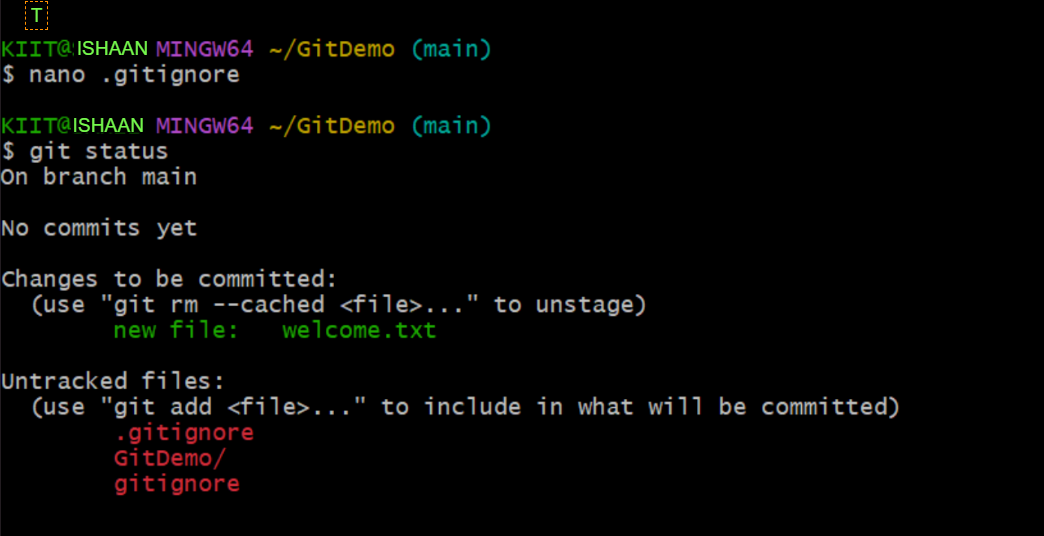 T
KIIT@ISHAAN MINGW64 ~/GitDemo (main)
$ nano .gitignore
KIIT@ISHAAN MINGW64 ~/GitDemo (main)
$ git status
On branch main
No commits yet
Changes to be committed:
  (use "git rm --cached <file>..." to unstage)
        new file:   welcome.txt
Untracked files:
  (use "git add <file>..." to include in what will be committed)
        .gitignore
        GitDemo/
        gitignore